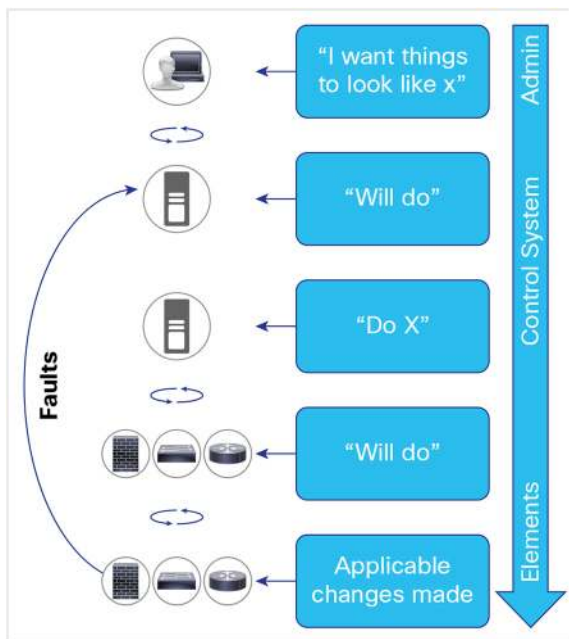 “I want things
to look like x”
Admin
“Will do”
Control System
“Do X”
Faults
“Will do”
Elements
Applicable
changes made